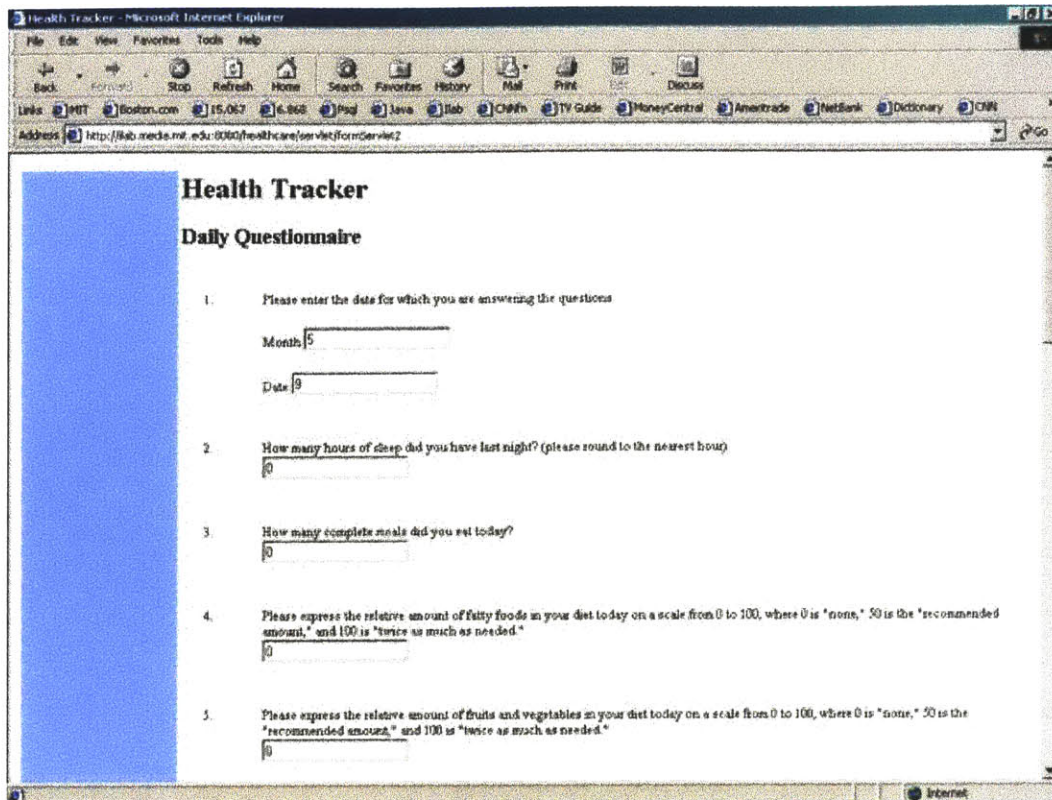 Health Tracker - Microsoft Internet Explorer
File Edit View Favorites Tools Help
Back Forward Stop Refresh Home Search Favorites History Mail Print Edit Discuss
Links MIT Boston.com 15.067 6.868 Psql Java Ilab CNNfn TV Guide MoneyCentral Ameritrade NetBank Dictionary CNN
Address http://ilab.media.mit.edu:8080/healthcare/servlet/formServlet2 Go
Health Tracker
Daily Questionnaire
1. Please enter the date for which you are answering the questions
Month 5
Date 9
2. How many hours of sleep did you have last night? (please round to the nearest hour)
0
3. How many complete meals did you eat today?
0
4. Please express the relative amount of fatty foods in your diet today on a scale from 0 to 100, where 0 is "none," 50 is the "recommended
amount," and 100 is "twice as much as needed."
0
5. Please express the relative amount of fruits and vegetables in your diet today on a scale from 0 to 100, where 0 is "none," 50 is the
"recommended amount," and 100 is "twice as much as needed."
0
Internet